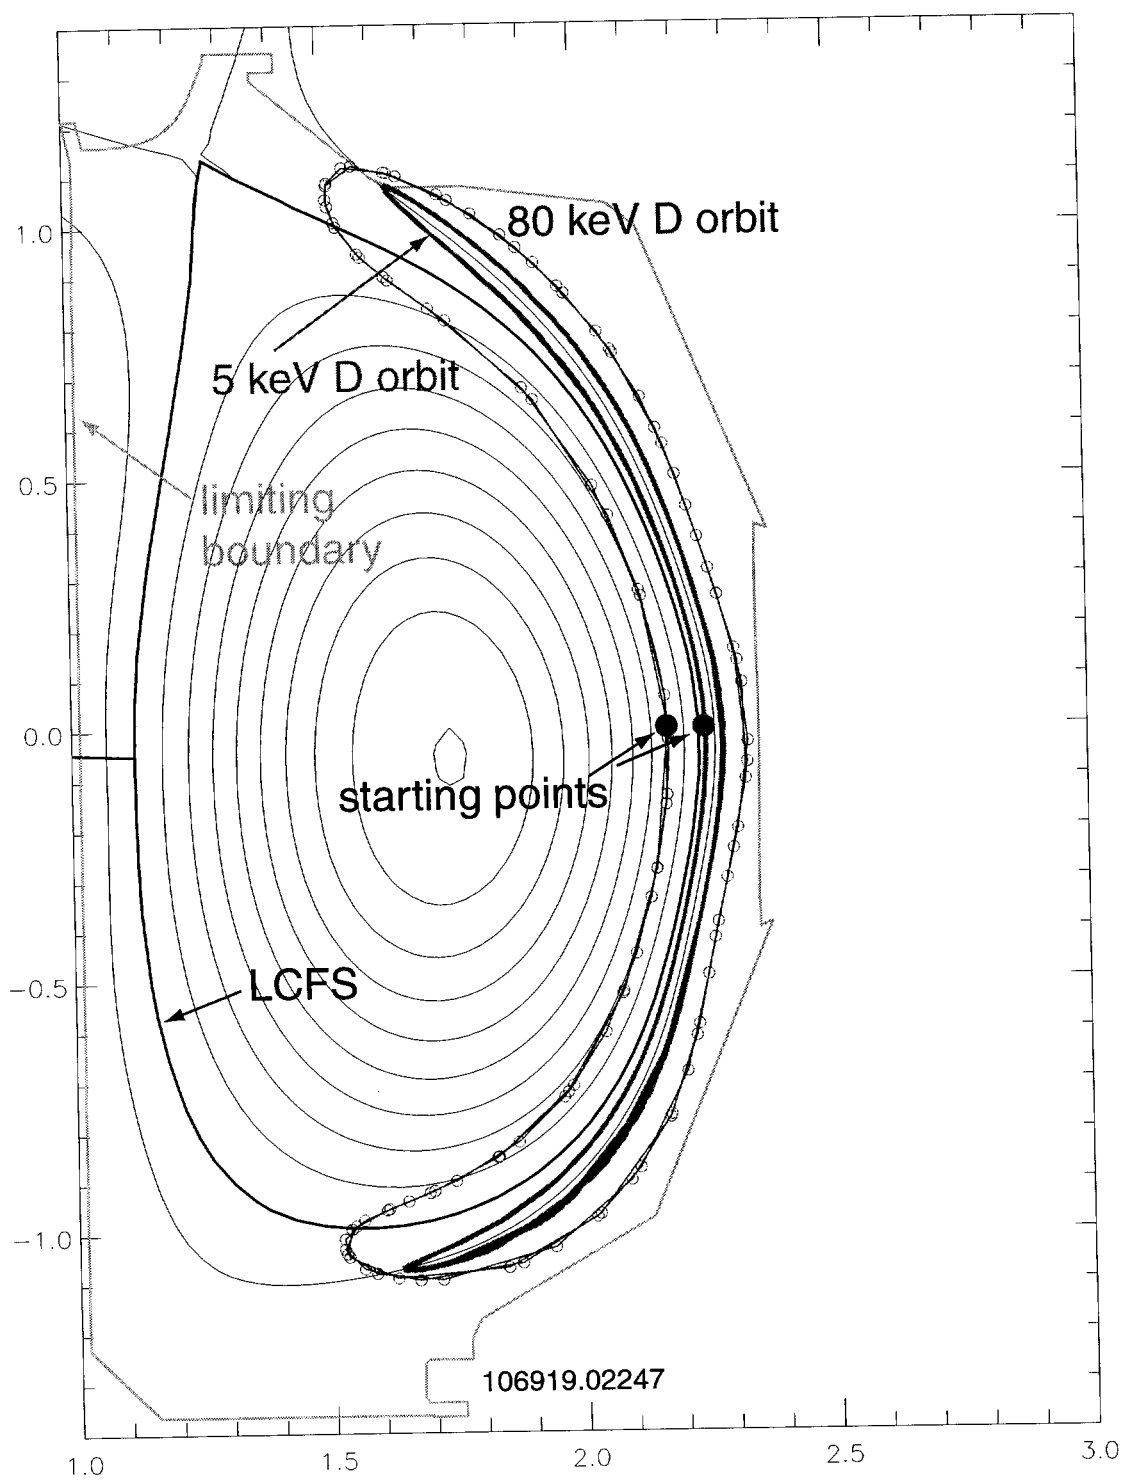 1.0
80 keV D orbit
5 keV D orbit
0.5
limiting
boundary
0.0
starting points
LCFS
−0.5
−1.0
106919.02247
1.0 1.5 2.0 2.5 3.0